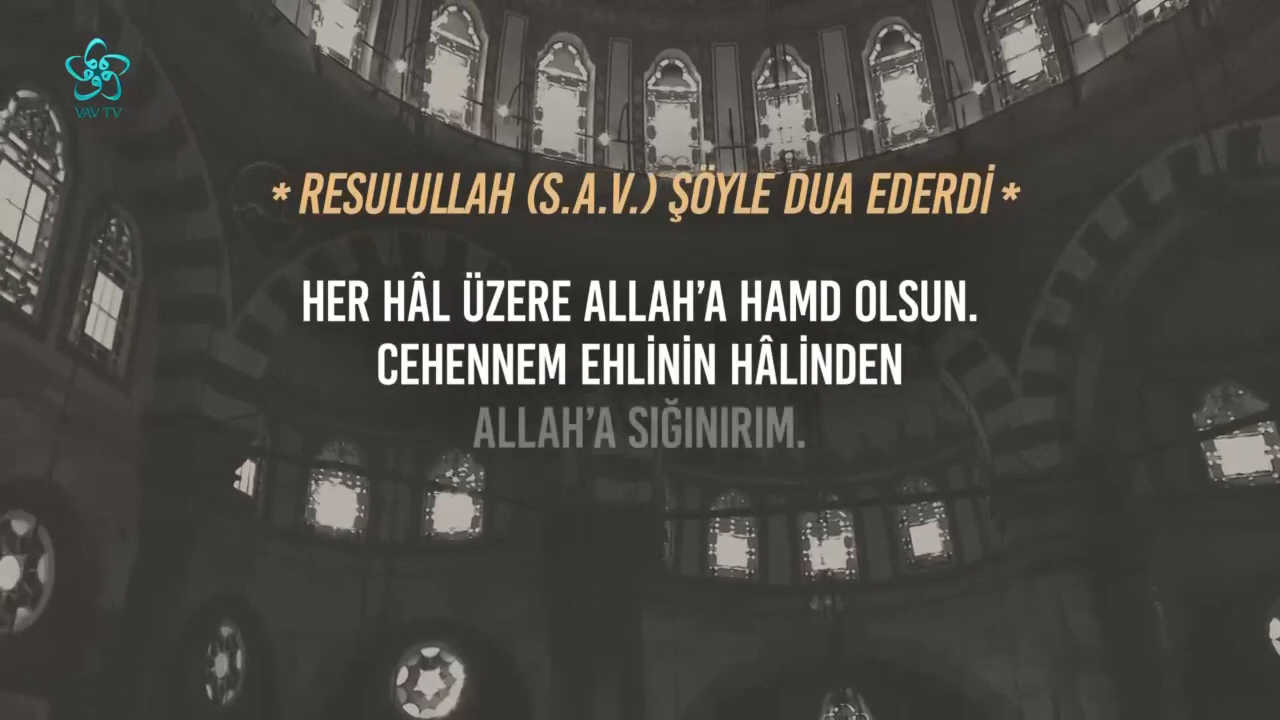 VAV TV
* RESULULLAH (S.A.V.) ŞÖYLE DUA EDERDİ *
HER HÂL ÜZERE ALLAH’A HAMD OLSUN.
CEHENNEM EHLİNİN HÂLİNDEN
ALLAH’A SIĞINIRIM.